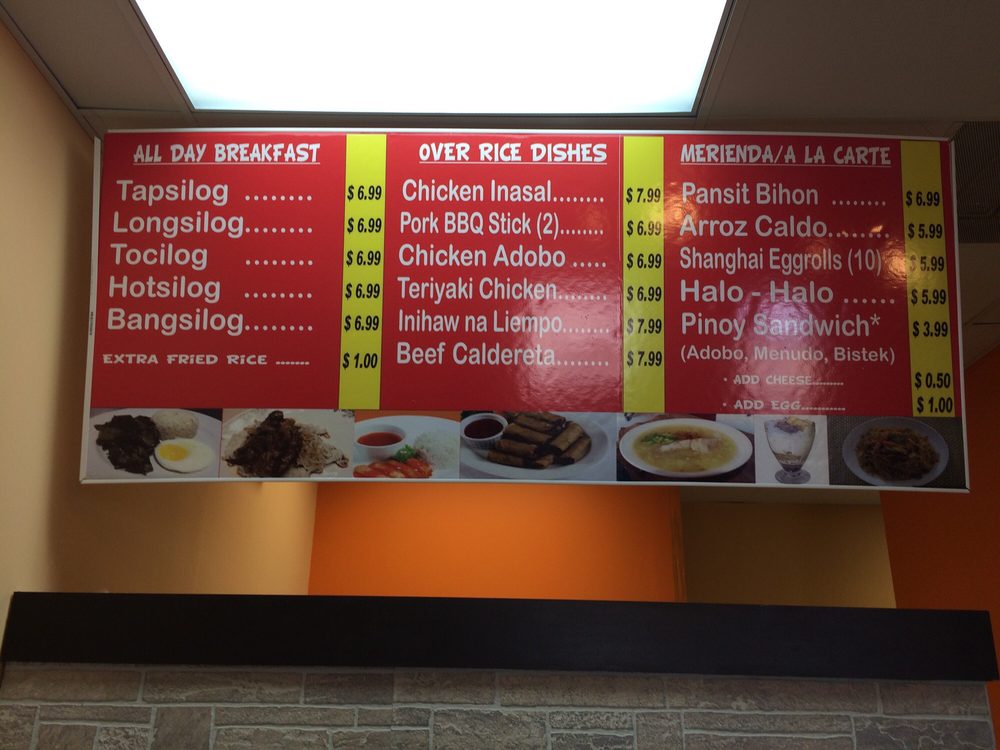 ALL DAY BREAKFAST
Tapsilog ........ $ 6.99
Longsilog........ $ 6.99
Tocilog ........ $ 6.99
Hotsilog ........ $ 6.99
Bangsilog........ $ 6.99
EXTRA FRIED RICE ....... $ 1.00
OVER RICE DISHES
Chicken Inasal........ $ 7.99
Pork BBQ Stick (2)........ $ 6.99
Chicken Adobo ..... $ 6.99
Teriyaki Chicken........ $ 6.99
Inihaw na Liempo........ $ 7.99
Beef Caldereta........ $ 7.99
MERIENDA/A LA CARTE
Pansit Bihon ........ $ 6.99
Arroz Caldo........ $ 5.99
Shanghai Eggrolls (10) $ 5.99
Halo - Halo ...... $ 5.99
Pinoy Sandwich* $ 3.99
(Adobo, Menudo, Bistek)
• ADD CHEESE......... $ 0.50
• ADD EGG............ $ 1.00